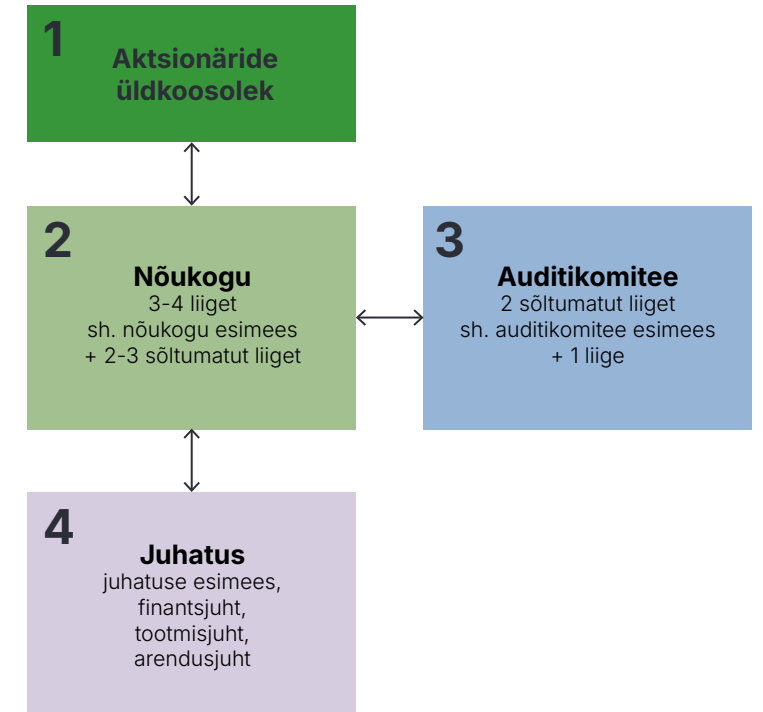 1
Aktsionäride
üldkoosolek
2
Nõukogu
3-4 liiget
sh. nõukogu esimees
+ 2-3 sõltumatut liiget
3
Auditikomitee
2 sõltumatut liiget
sh. auditikomitee esimees
+ 1 liige
4
Juhatus
juhatuse esimees,
finantsjuht,
tootmisjuht,
arendusjuht